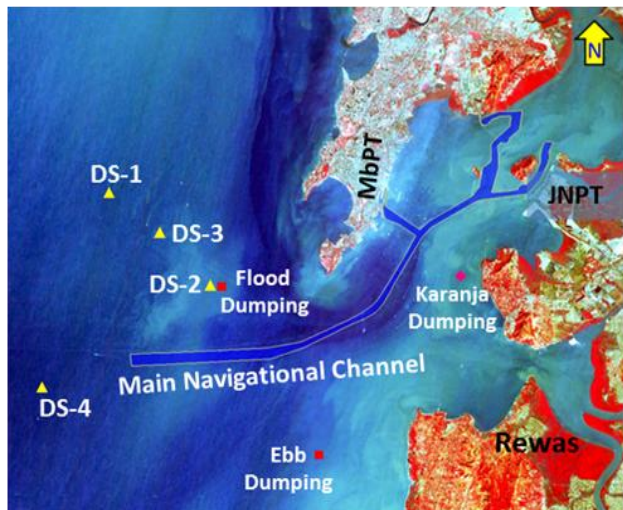 N
MbPT
DS-1
JNPT
DS-3
DS-2
Flood
Dumping
Karanja
Dumping
Main Navigational Channel
DS-4
Rewas
Ebb
Dumping